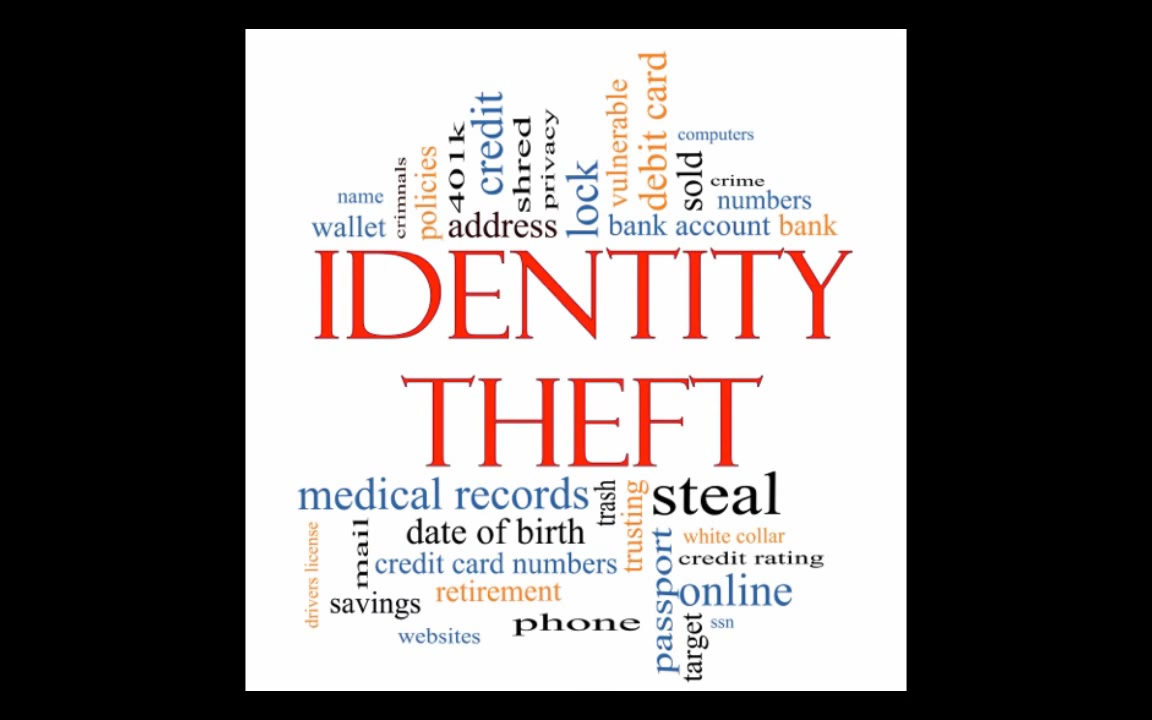 name
wallet
crimnals
policies
401k
credit
shred
privacy
address
lock
vulnerable
debit card
computers
sold
crime
numbers
bank account
bank
IDENTITY
THEFT
medical records
trash
trusting
steal
drivers license
mail
date of birth
credit card numbers
passport
white collar
credit rating
savings
retirement
online
websites
phone
target
ssn